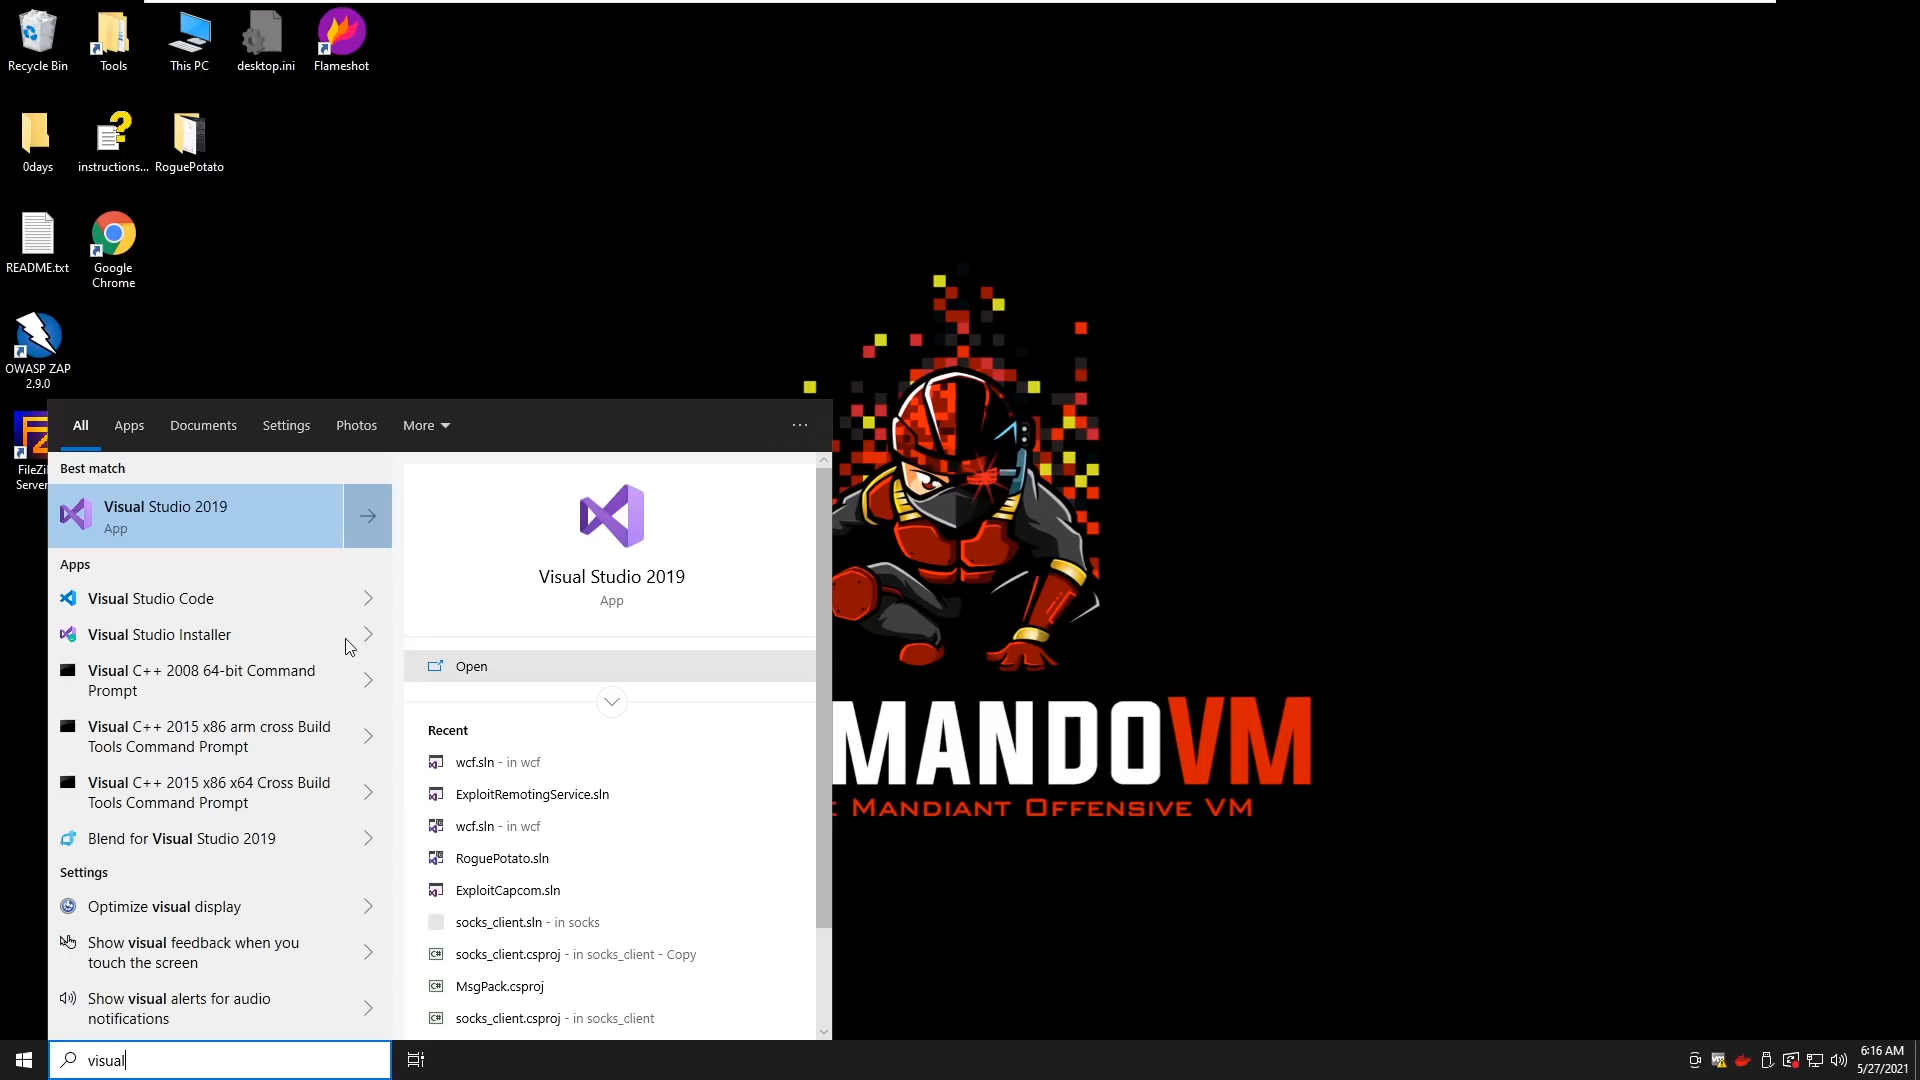 Recycle Bin
Tools
This PC
desktop.ini
Flameshot
0days
instructions...
RoguePotato
README.txt
Google
Chrome
OWASP ZAP
2.9.0
FileZil
Server
All
Apps
Documents
Settings
Photos
More
...
Best match
Visual Studio 2019
App
Apps
Visual Studio Code
Visual Studio Installer
Visual C++ 2008 64-bit Command
Prompt
Visual C++ 2015 x86 arm cross Build
Tools Command Prompt
Visual C++ 2015 x86 x64 Cross Build
Tools Command Prompt
Blend for Visual Studio 2019
Settings
Optimize visual display
Show visual feedback when you
touch the screen
Show visual alerts for audio
notifications
Visual Studio 2019
App
Open
Recent
wcf.sln - in wcf
ExploitRemotingService.sln
wcf.sln - in wcf
RoguePotato.sln
ExploitCapcom.sln
socks_client.sln - in socks
socks_client.csproj - in socks_client - Copy
MsgPack.csproj
socks_client.csproj - in socks_client
MANDOVM
MANDIANT OFFENSIVE VM
visual
6:16 AM
5/27/2021